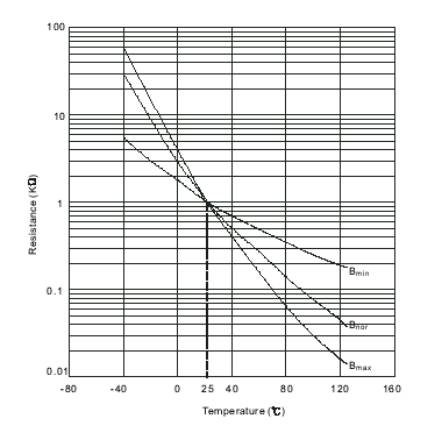 100
10
1
0.1
0.01
Resistance (KΩ)
-80 -40 0 25 40 80 120 160
Temperature (℃)
Bmin
Bnor
Bmax